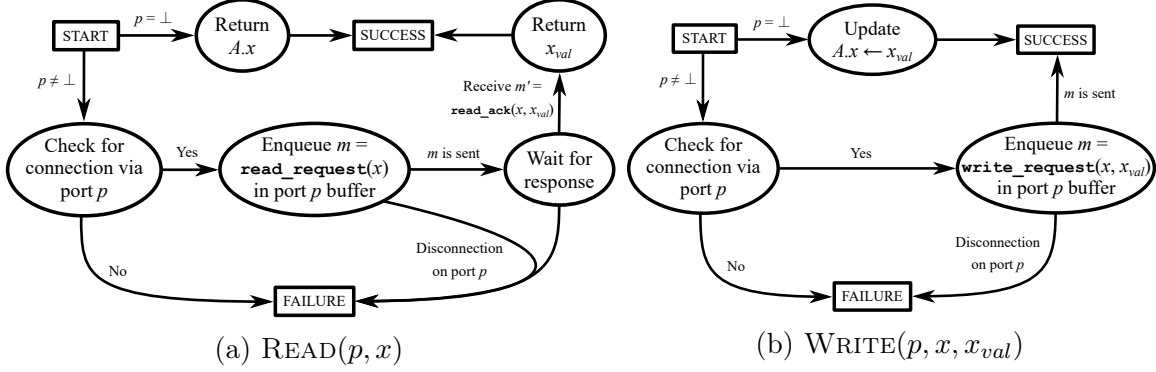 START
p = ⊥
Return
A.x
SUCCESS
Return
x_val
p ≠ ⊥
Receive m' =
read_ack(x, x_val)
Check for
connection via
port p
Yes
Enqueue m =
read_request(x)
in port p buffer
m is sent
Wait for
response
No
Disconnection
on port p
FAILURE
(a) READ(p, x)
START
p = ⊥
Update
A.x ← x_val
SUCCESS
p ≠ ⊥
m is sent
Check for
connection via
port p
Yes
Enqueue m =
write_request(x, x_val)
in port p buffer
No
Disconnection
on port p
FAILURE
(b) WRITE(p, x, x_val)